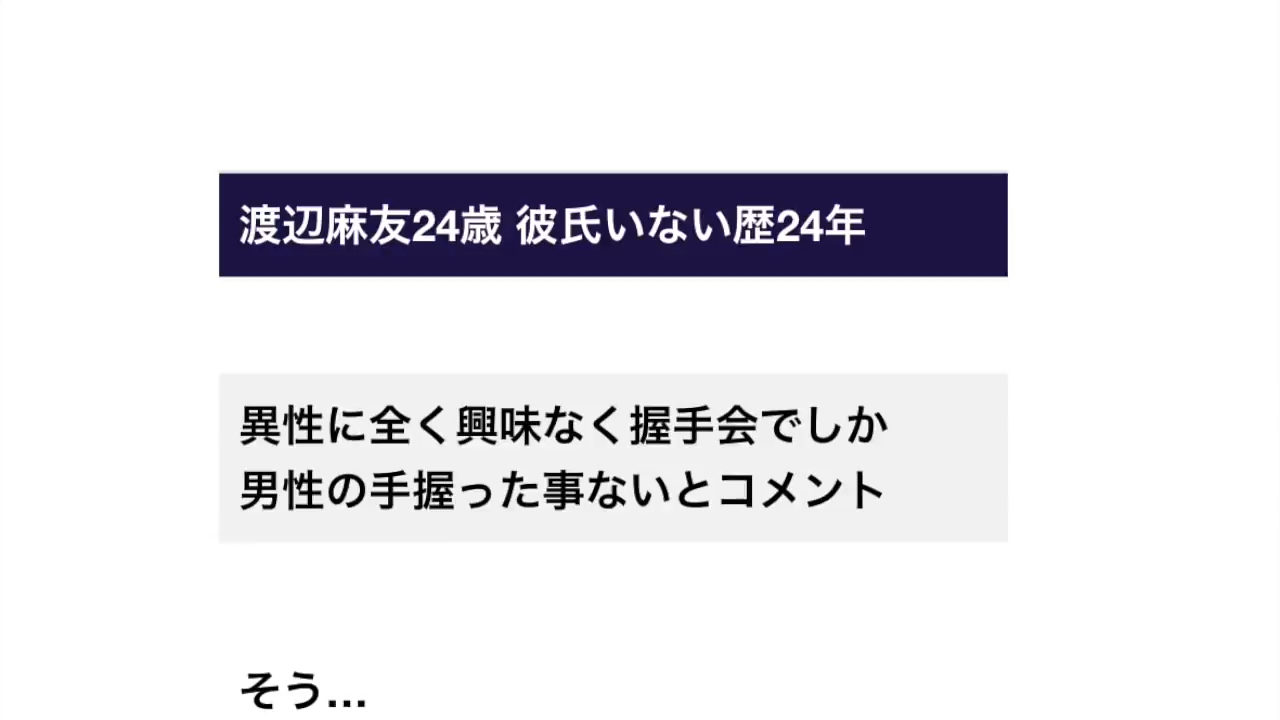 渡辺麻友24歳 彼氏いない歴24年
異性に全く興味なく握手会でしか
男性の手握った事ないとコメント
そう…